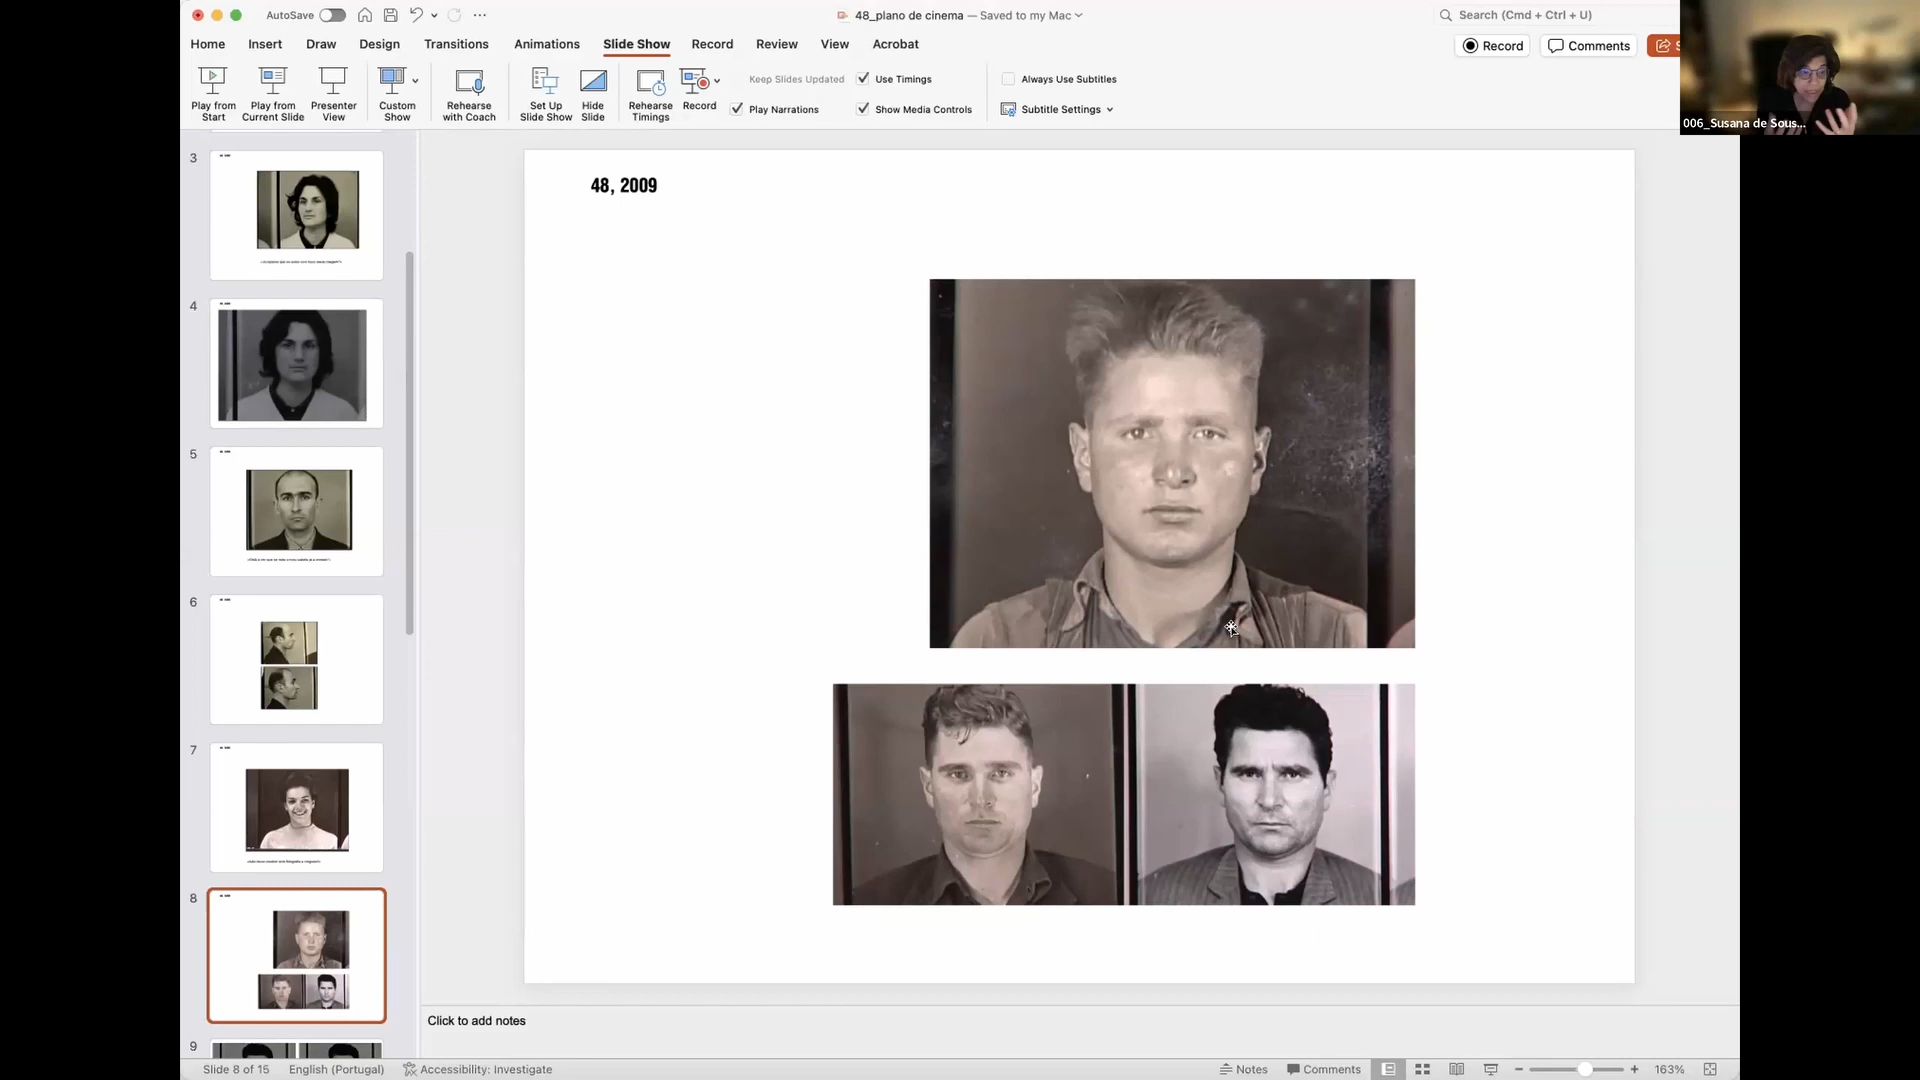 AutoSave
48_plano de cinema — Saved to my Mac
Search (Cmd + Ctrl + U)
Home Insert Draw Design Transitions Animations Slide Show Record Review View Acrobat
Record Comments
Play from Start
Play from Current Slide
Presenter View
Custom Show
Rehearse with Coach
Set Up Slide Show
Hide Slide
Rehearse Timings
Record
Keep Slides Updated
Use Timings
Play Narrations
Show Media Controls
Always Use Subtitles
Subtitle Settings
006_Susana de Sous...
3
4
5
6
7
8
9
48, 2009
Click to add notes
Slide 8 of 15 English (Portugal) Accessibility: Investigate
Notes Comments 163%